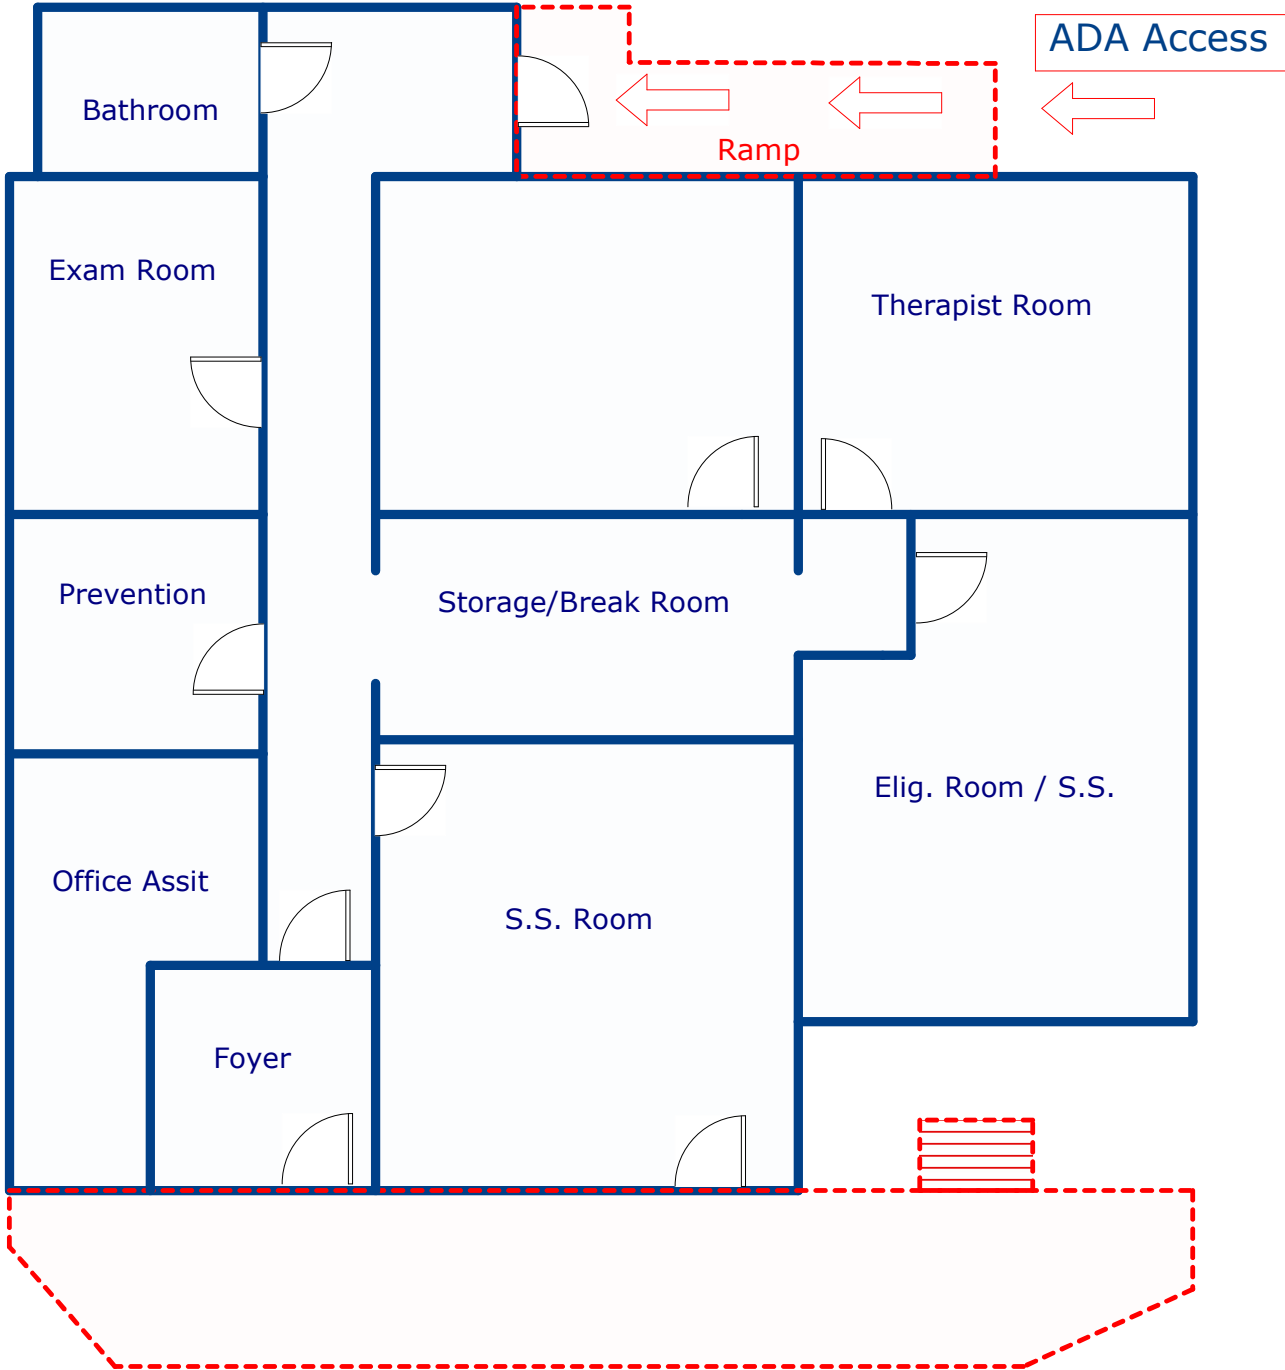 ADA Access
Bathroom
Ramp
Exam Room
Therapist Room
Prevention
Storage/Break Room
Elig. Room / S.S.
Office Assit
S.S. Room
Foyer